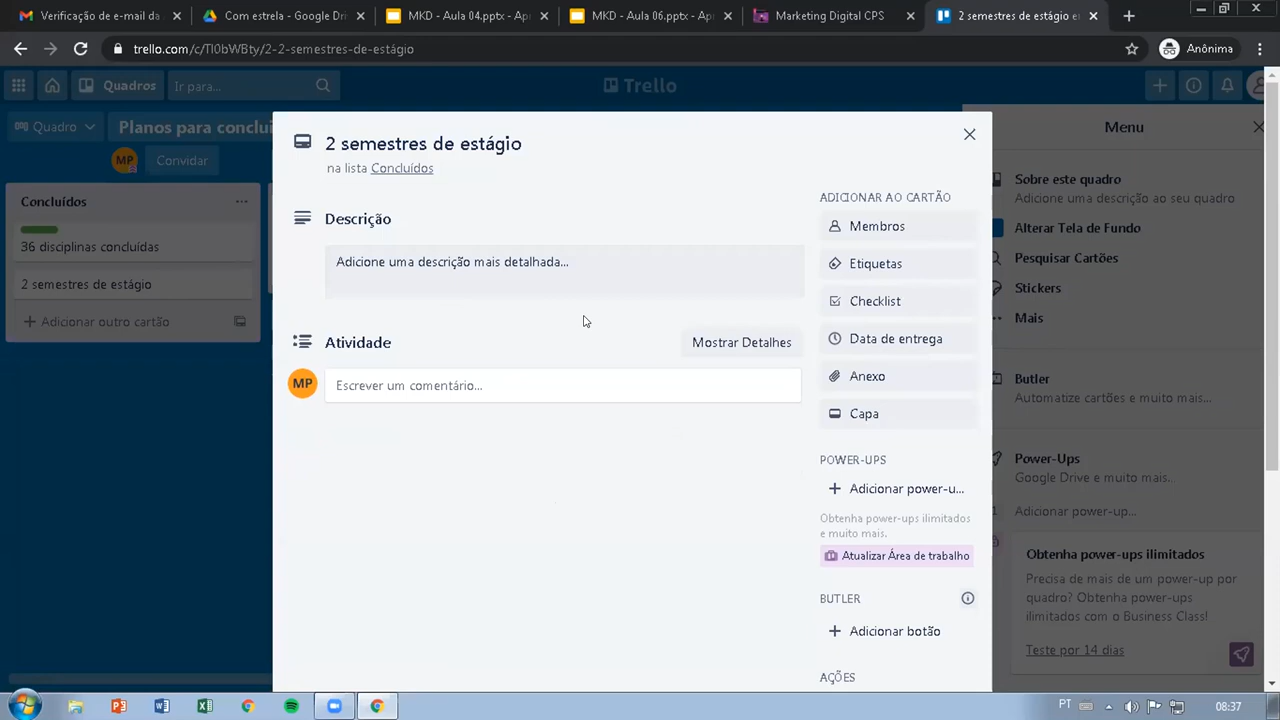 Verificação de e-mail da
Com estrela - Google Dri
MKD - Aula 04.pptx - Ap
MKD - Aula 06.pptx - Ap
Marketing Digital CPS
2 semestres de estágio e
trello.com/c/Tl0bWBty/2-2-semestres-de-estágio
Anônima
Quadros
Ir para...
Trello
Quadro
Planos para conclui
MP
Convidar
Concluídos
36 disciplinas concluídas
2 semestres de estágio
Adicionar outro cartão
2 semestres de estágio
na lista Concluídos
Descrição
Adicione uma descrição mais detalhada...
Atividade
Mostrar Detalhes
MP
Escrever um comentário...
ADICIONAR AO CARTÃO
Membros
Etiquetas
Checklist
Data de entrega
Anexo
Capa
POWER-UPS
Adicionar power-u...
Obtenha power-ups ilimitados
e muito mais.
Atualizar Área de trabalho
BUTLER
Adicionar botão
AÇÕES
Menu
Sobre este quadro
Adicione uma descrição ao seu quadro
Alterar Tela de Fundo
Pesquisar Cartões
Stickers
Mais
Butler
Automatize cartões e muito mais...
Power-Ups
Google Drive e muito mais..
Adicionar power-up...
Obtenha power-ups ilimitados
Precisa de mais de um power-up por
quadro? Obtenha power-ups
ilimitados com o Business Class!
Teste por 14 dias
PT
08:37